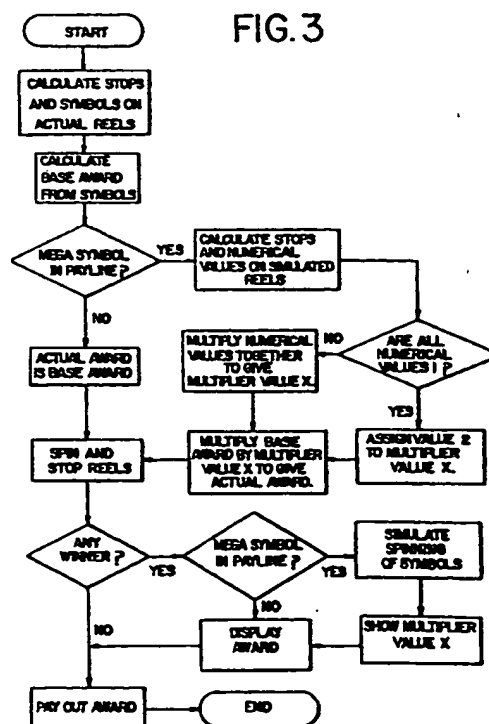 FIG.3
START
CALCULATE STOPS
AND SYMBOLS ON
ACTUAL REELS
CALCULATE
BASE AWARD
FROM SYMBOLS
MEGA SYMBOL
IN PAYLINE?
YES
CALCULATE STOPS
AND NUMERICAL
VALUES ON SIMULATED
REELS
NO
ARE ALL
NUMERICAL
VALUES 1?
NO
MULTIPLY NUMERICAL
VALUES TOGETHER
TO GIVE
MULTIPLIER VALUE X.
ACTUAL AWARD
IS BASE AWARD
YES
ASSIGN VALUE 2
TO MULTIPLIER
VALUE X.
MULTIPLY BASE
AWARD BY MULTIPLIER
VALUE X TO GIVE
ACTUAL AWARD.
SPIN AND
STOP REELS
ANY
WINNER?
YES
MEGA SYMBOL
IN PAYLINE?
YES
SIMULATE
SPINNING
OF SYMBOLS
NO
NO
DISPLAY
AWARD
SHOW MULTIPLIER
VALUE X
PAY OUT AWARD
END